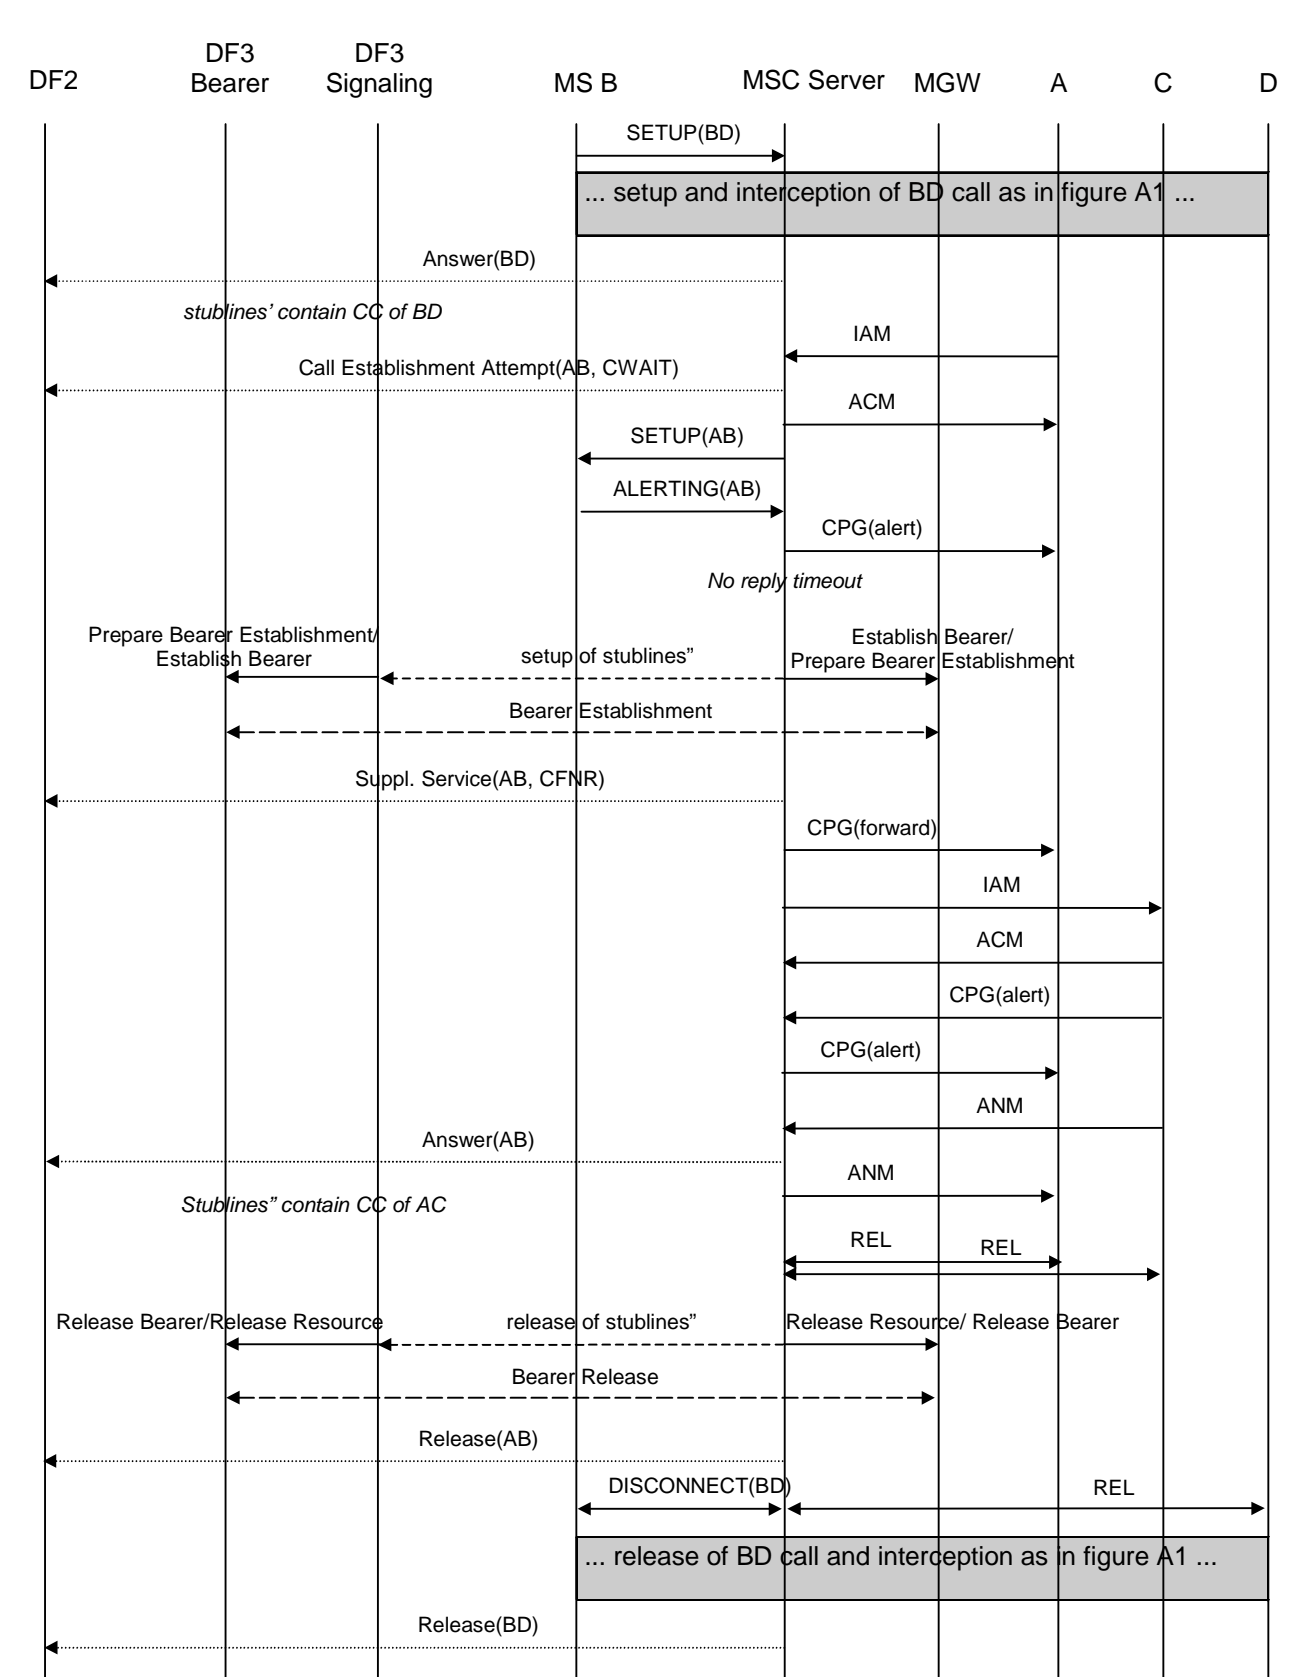 DF2
DF3
Bearer
DF3
Signaling
MS B
MSC Server
MGW
A
C
D
SETUP(BD)
... setup and interception of BD call as in figure A1 ...
Answer(BD)
stublines’ contain CC of BD
IAM
Call Establishment Attempt(AB, CWAIT)
ACM
SETUP(AB)
ALERTING(AB)
CPG(alert)
No reply timeout
Prepare Bearer Establishment/
Establish Bearer
setup of stublines”
Establish Bearer/
Prepare Bearer Establishment
Bearer Establishment
Suppl. Service(AB, CFNR)
CPG(forward)
IAM
ACM
CPG(alert)
CPG(alert)
ANM
Answer(AB)
ANM
Stublines” contain CC of AC
REL
REL
Release Bearer/Release Resource
release of stublines”
Release Resource/ Release Bearer
Bearer Release
Release(AB)
DISCONNECT(BD)
REL
... release of BD call and interception as in figure A1 ...
Release(BD)